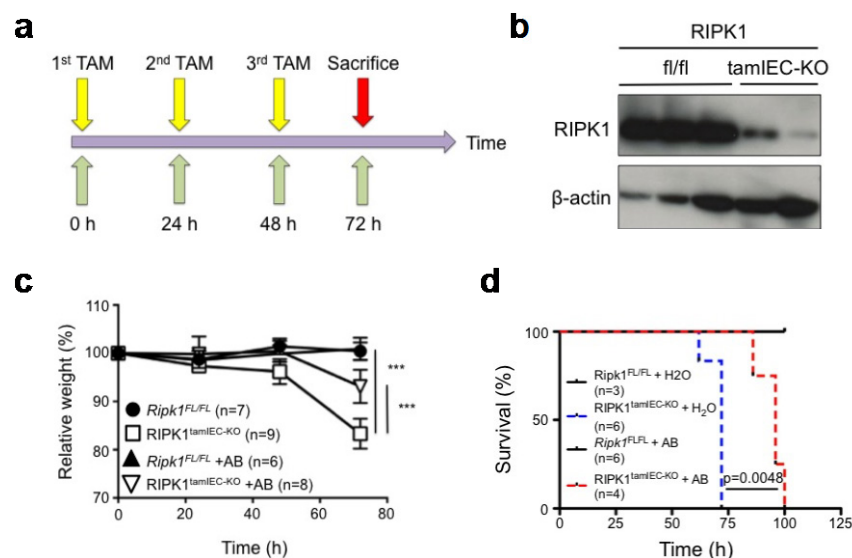 a
1st TAM 2nd TAM 3rd TAM Sacrifice
Time
0 h 24 h 48 h 72 h
b
RIPK1
fl/fl tamIEC-KO
RIPK1
β-actin
c
Relative weight (%)
110
100
90
80
70
***
***
Ripk1FL/FL (n=7)
RIPK1tamIEC-KO (n=9)
Ripk1FL/FL +AB (n=6)
RIPK1tamIEC-KO +AB (n=8)
0 20 40 60 80
Time (h)
d
Survival (%)
100
50
0
Ripk1FL/FL + H2O
(n=3)
RIPK1tamIEC-KO + H2O
(n=6)
Ripk1FLFL + AB
(n=6)
RIPK1tamIEC-KO + AB
(n=4)
p=0.0048
0 25 50 75 100 125
Time (h)